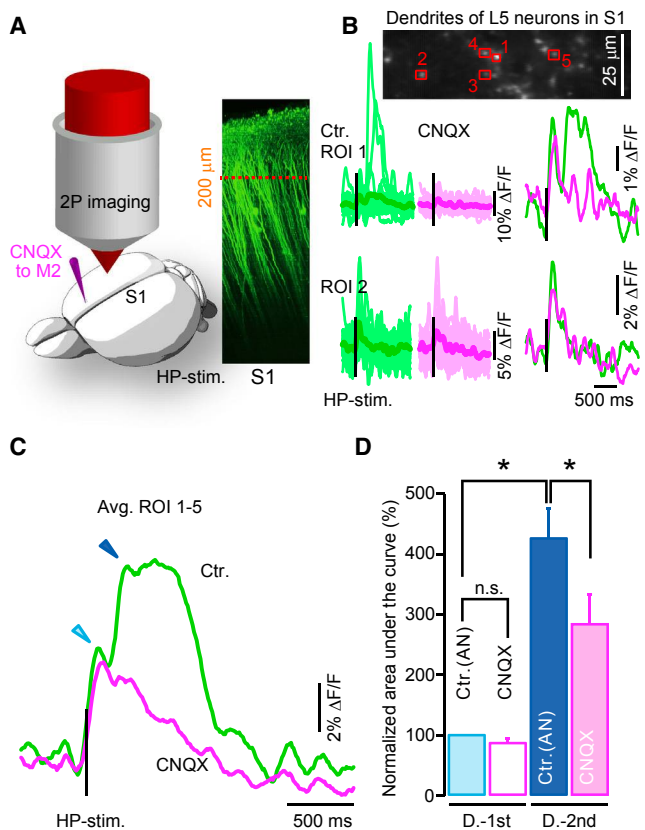 A
2P imaging
CNQX
to M2
S1
HP-stim.
200 μm
S1
B
Dendrites of L5 neurons in S1
2
4
1
3
5
25 μm
Ctr.
ROI 1
CNQX
10% ΔF/F
1% ΔF/F
ROI 2
5% ΔF/F
2% ΔF/F
HP-stim.
500 ms
C
Avg. ROI 1-5
Ctr.
CNQX
2% ΔF/F
HP-stim.
500 ms
D
Normalized area under the curve (%)
500
400
300
200
100
0
*
*
n.s.
Ctr.(AN)
CNQX
Ctr.(AN)
CNQX
D.-1st
D.-2nd